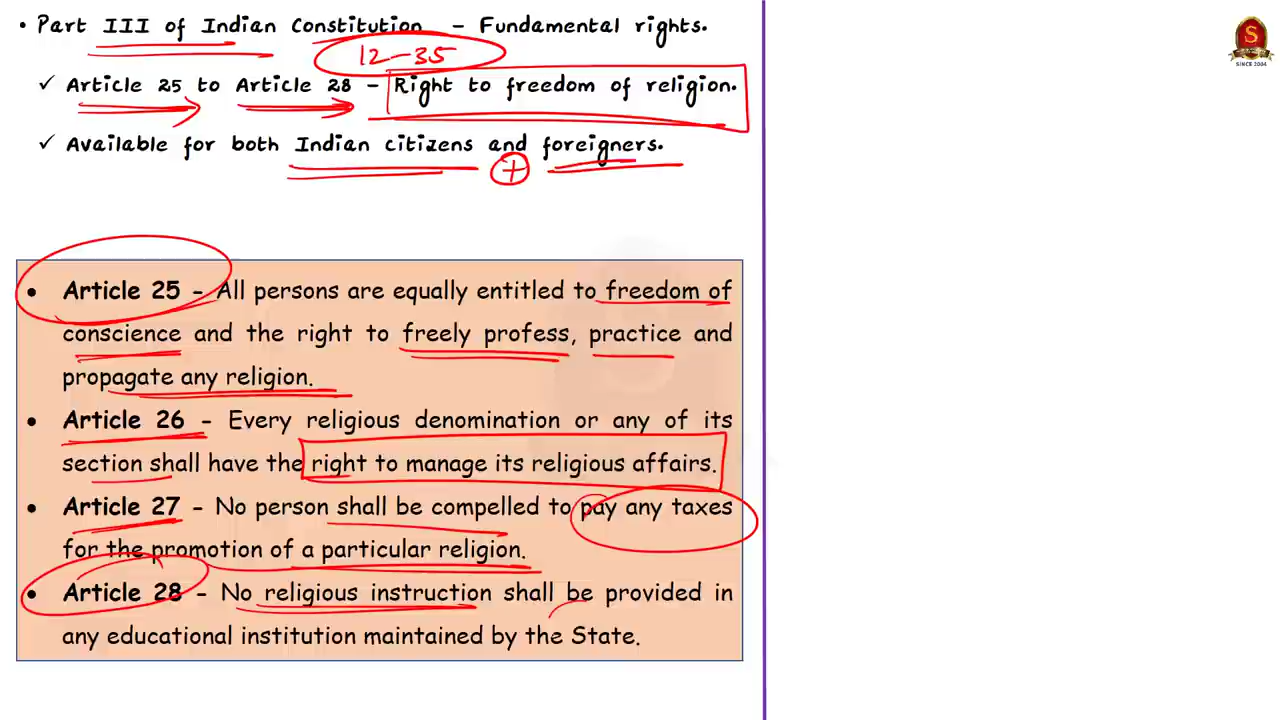 • Part III of Indian Constitution - Fundamental rights.
12-35
✓ Article 25 to Article 28 - Right to freedom of religion.
✓ Available for both Indian citizens and foreigners.
+
• Article 25 - All persons are equally entitled to freedom of
conscience and the right to freely profess, practice and
propagate any religion.
• Article 26 - Every religious denomination or any of its
section shall have the right to manage its religious affairs.
• Article 27 - No person shall be compelled to pay any taxes
for the promotion of a particular religion.
• Article 28 - No religious instruction shall be provided in
any educational institution maintained by the State.
S
SINCE 2004